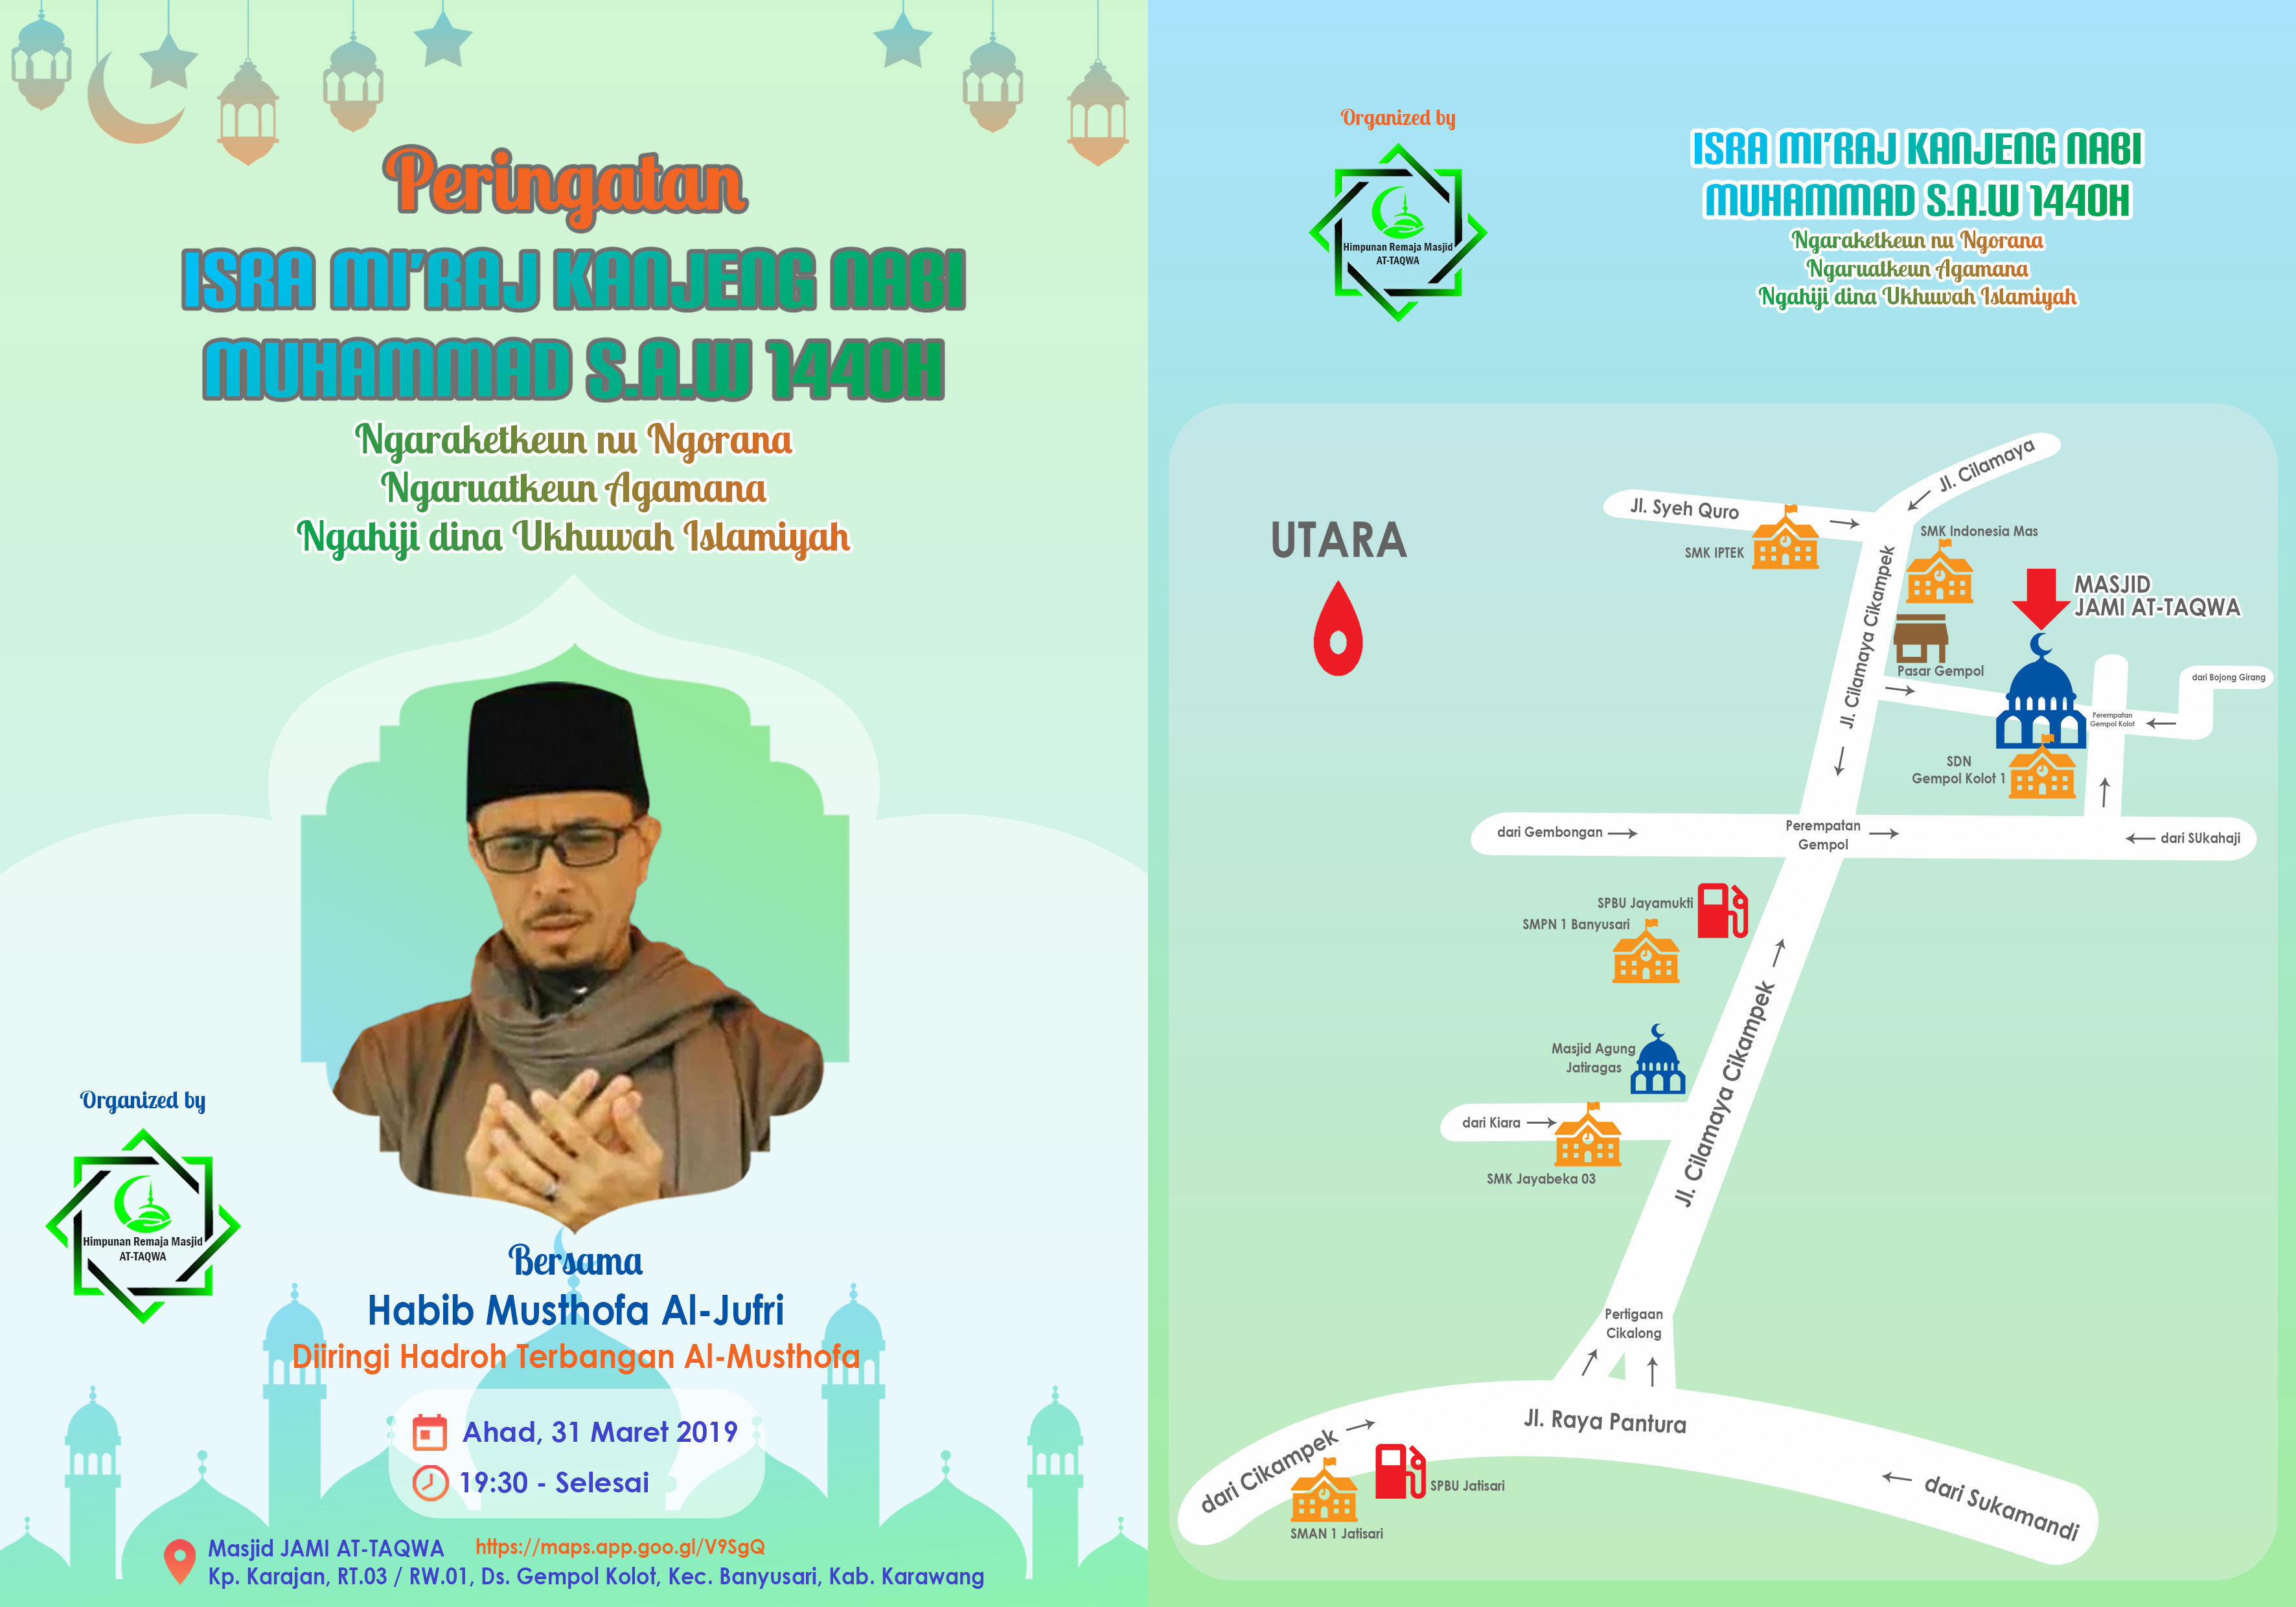 Peringatan
ISRA MI'RAJ KANJENG NABI
MUHAMMAD S.A.W 1440H
Ngaraketkeun nu Ngorana
Ngaruatkeun Agamana
Ngahiji dina Ukhuwah Islamiyah
Organized by
Himpunan Remaja Masjid
AT-TAQWA
Bersama
Habib Musthofa Al-Jufri
Diiringi Hadroh Terbangan Al-Musthofa
Ahad, 31 Maret 2019
19:30 - Selesai
Masjid JAMI AT-TAQWA https://maps.app.goo.gl/V9SgQ
Kp. Karajan, RT.03 / RW.01, Ds. Gempol Kolot, Kec. Banyusari, Kab. Karawang
Organized by
Himpunan Remaja Masjid
AT-TAQWA
ISRA MI'RAJ KANJENG NABI
MUHAMMAD S.A.W 1440H
Ngaraketkeun nu Ngorana
Ngaruatkeun Agamana
Ngahiji dina Ukhuwah Islamiyah
UTARA
Jl. Cilamaya
Jl. Syeh Quro
SMK IPTEK
SMK Indonesia Mas
Jl. Cilamaya Cikampek
MASJID
JAMI AT-TAQWA
Pasar Gempol
dari Bojong Girang
Perempatan
Gempol Kolot
SDN
Gempol Kolot 1
dari Gembongan
Perempatan
Gempol
dari SUkahaji
SPBU Jayamukti
SMPN 1 Banyusari
Jl. Cilamaya Cikampek
Masjid Agung
Jatiragas
dari Kiara
SMK Jayabeka 03
Pertigaan
Cikalong
Jl. Raya Pantura
dari Cikampek
SPBU Jatisari
SMAN 1 Jatisari
dari Sukamandi